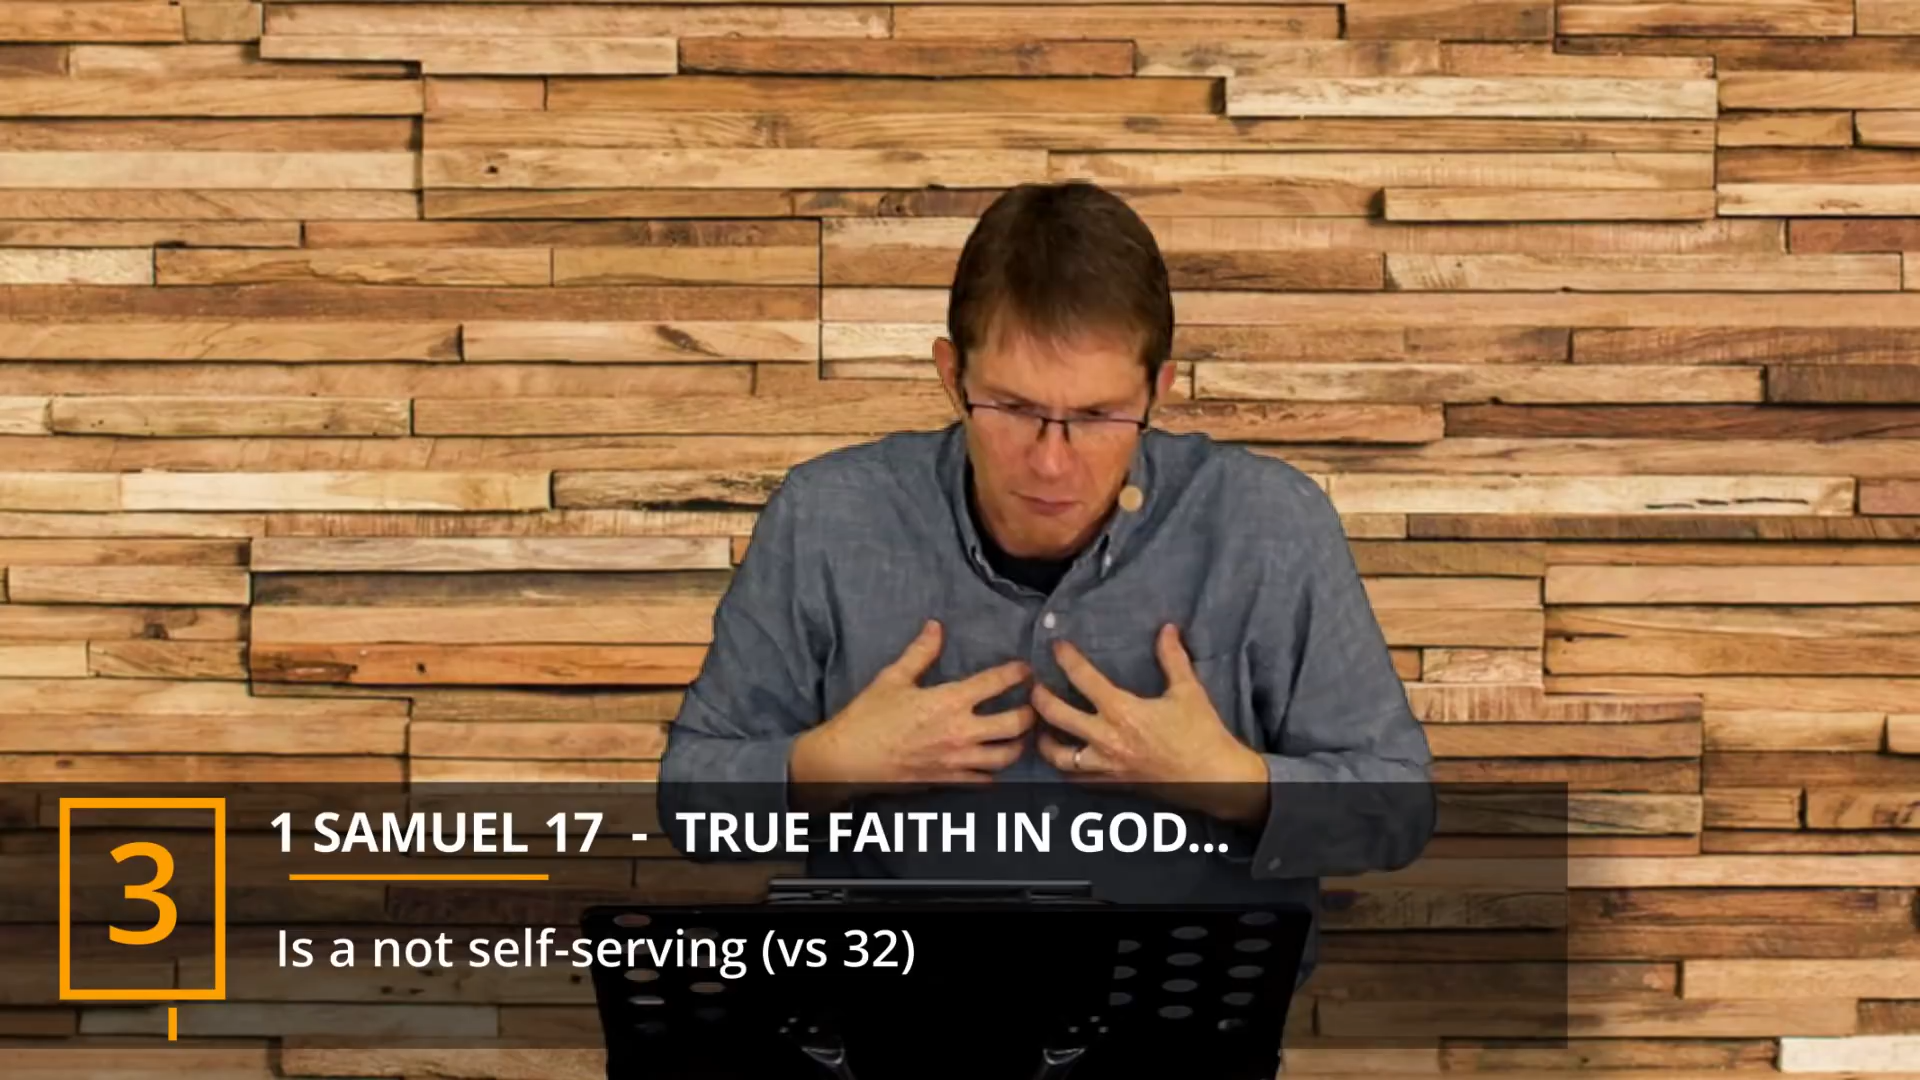 3
1 SAMUEL 17 - TRUE FAITH IN GOD...
Is a not self-serving (vs 32)